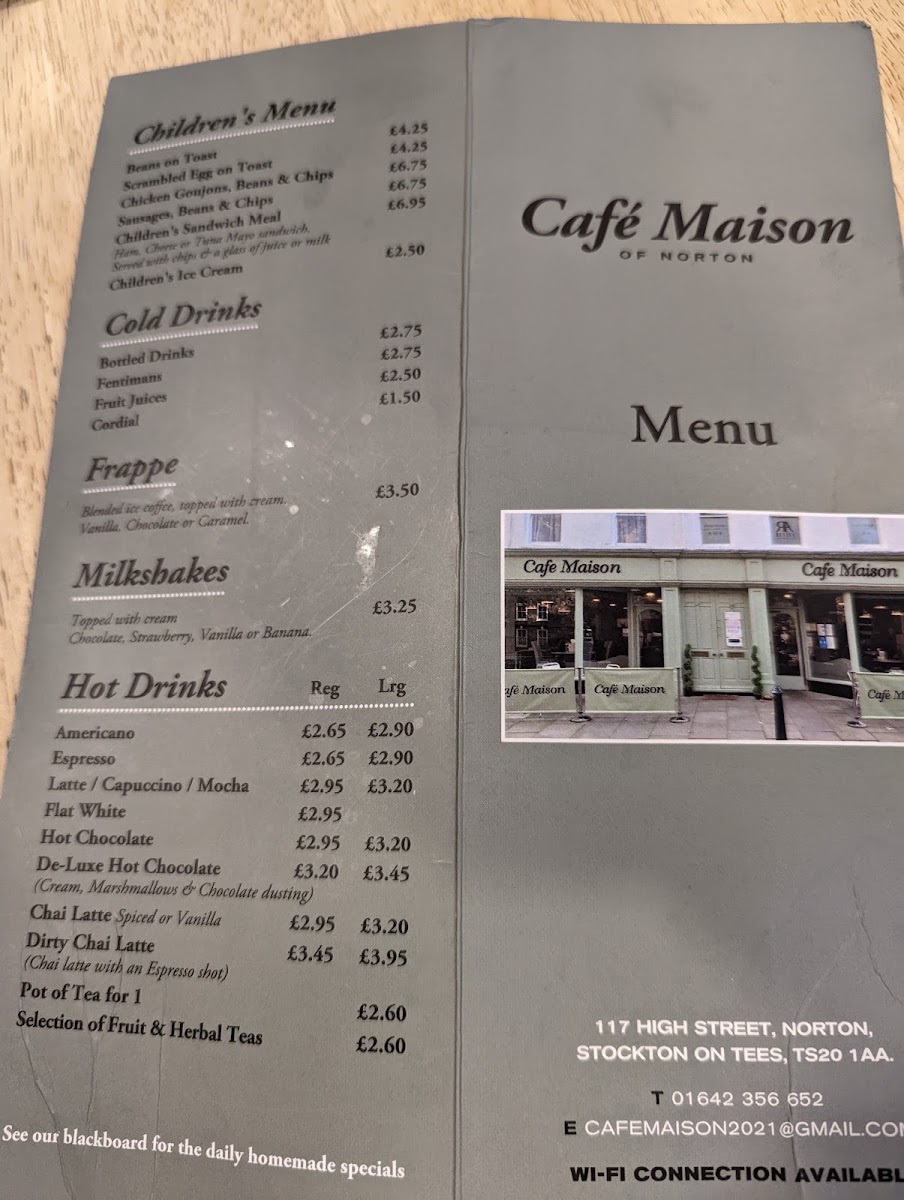 Children's Menu
Beans on Toast £4.25
Scrambled Egg on Toast £4.25
Chicken Goujons, Beans & Chips £6.75
Sausages, Beans & Chips £6.75
Children's Sandwich Meal £6.95
Ham, Cheese or Tuna Mayo sandwich.
Served with chips & a glass of juice or milk
Children's Ice Cream £2.50
Cold Drinks
Bottled Drinks £2.75
Fentimans £2.75
Fruit Juices £2.50
Cordial £1.50
Frappe
Blended ice coffee, topped with cream. £3.50
Vanilla, Chocolate or Caramel.
Milkshakes
Topped with cream £3.25
Chocolate, Strawberry, Vanilla or Banana.
Hot Drinks Reg Lrg
Americano £2.65 £2.90
Espresso £2.65 £2.90
Latte / Capuccino / Mocha £2.95 £3.20
Flat White £2.95
Hot Chocolate £2.95 £3.20
De-Luxe Hot Chocolate £3.20 £3.45
(Cream, Marshmallows & Chocolate dusting)
Chai Latte Spiced or Vanilla £2.95 £3.20
Dirty Chai Latte £3.45 £3.95
(Chai latte with an Espresso shot)
Pot of Tea for 1 £2.60
Selection of Fruit & Herbal Teas £2.60
See our blackboard for the daily homemade specials
Café Maison
OF NORTON
Menu
Cafe Maison Cafe Maison
afé Maison Café Maison Café M
117 HIGH STREET, NORTON,
STOCKTON ON TEES, TS20 1AA.
T 01642 356 652
E CAFEMAISON2021@GMAIL.CO
WI-FI CONNECTION AVAILABL